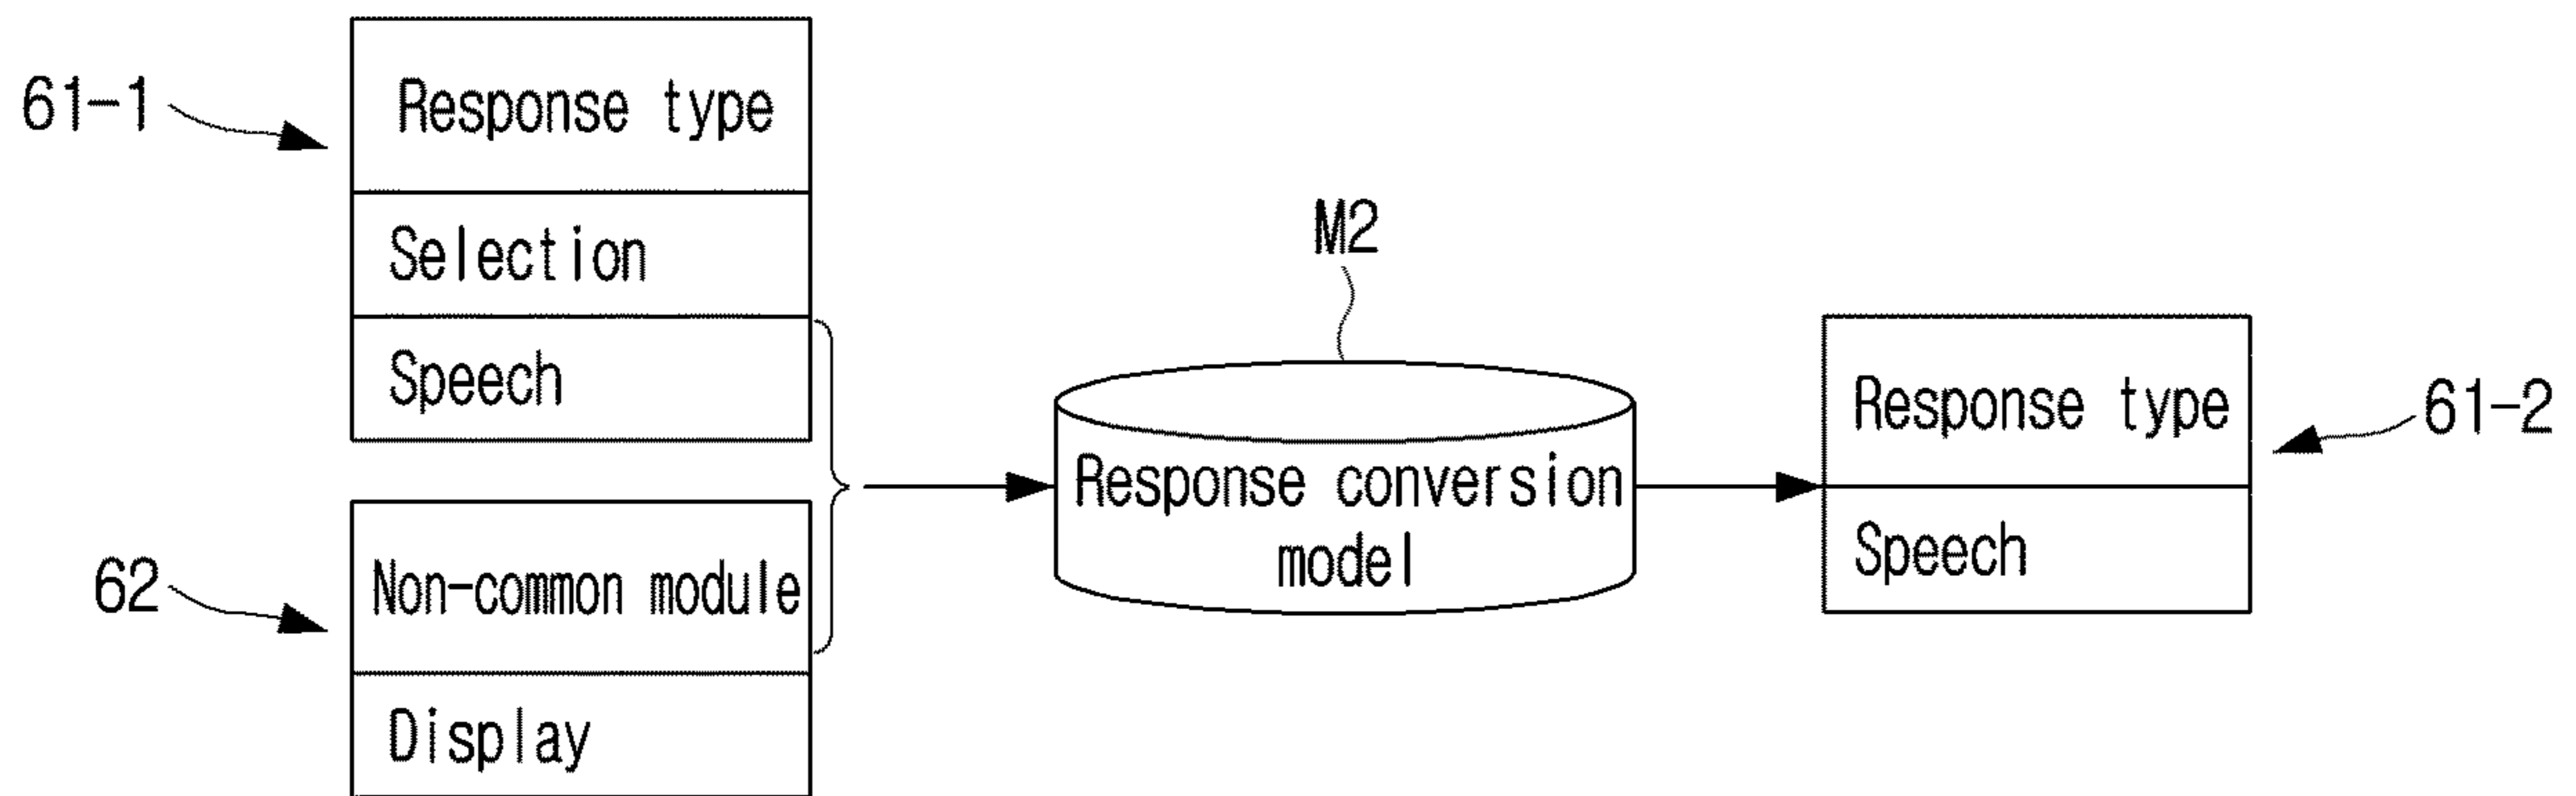 61-1
Response type
Selection
Speech
62
Non-common module
Display
M2
Response conversion
model
Response type
Speech
61-2